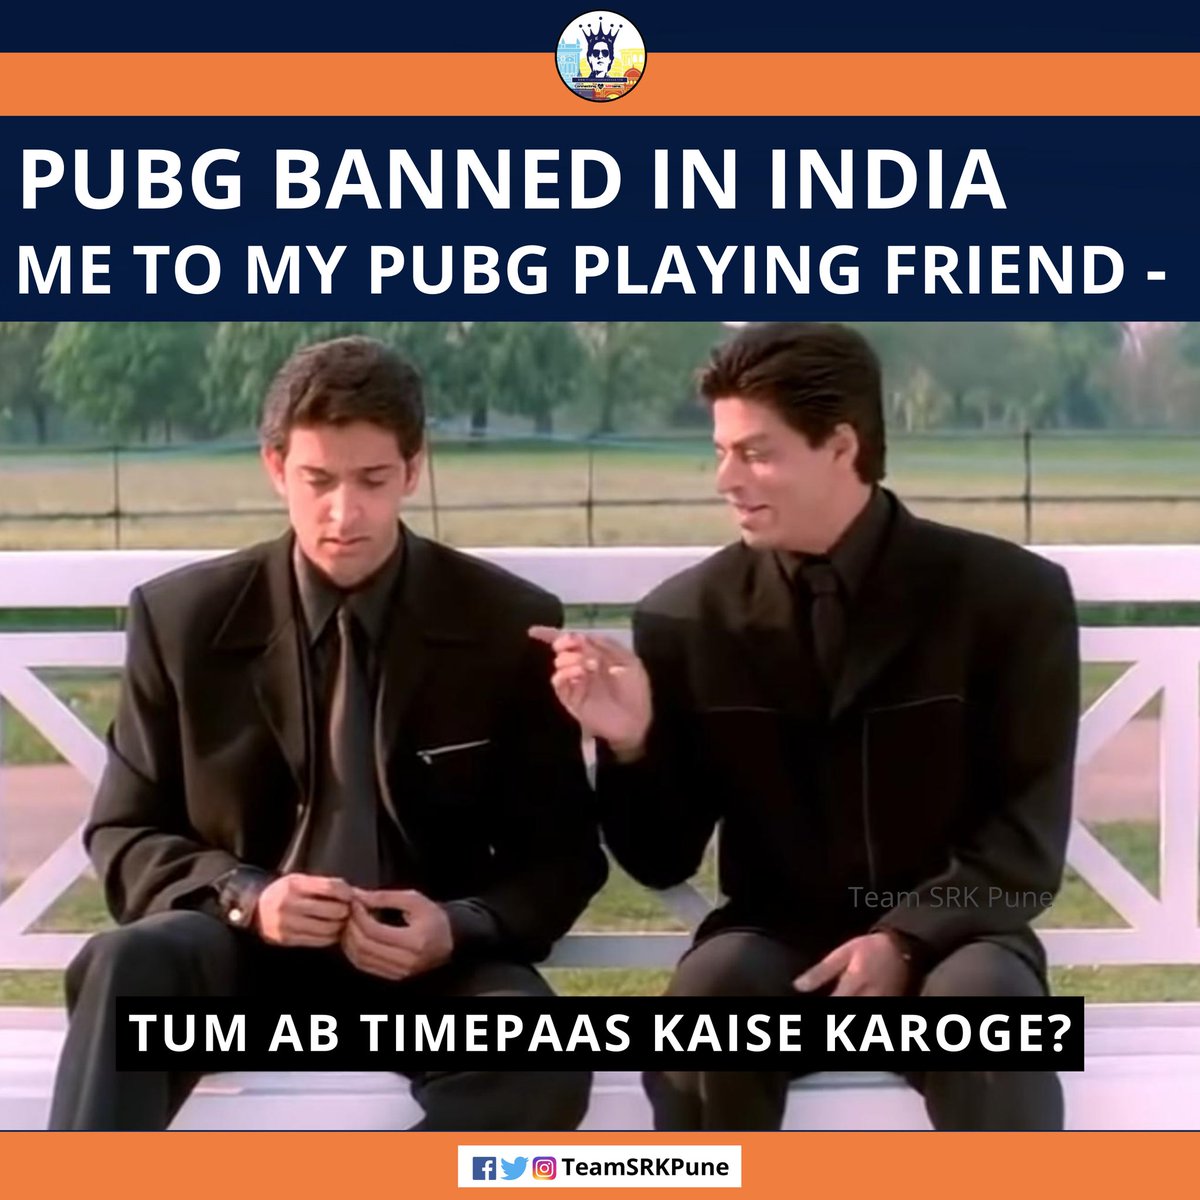 PUBG BANNED IN INDIA
ME TO MY PUBG PLAYING FRIEND -
Team SRK Pune
TUM AB TIMEPAAS KAISE KAROGE?
TeamSRKPune